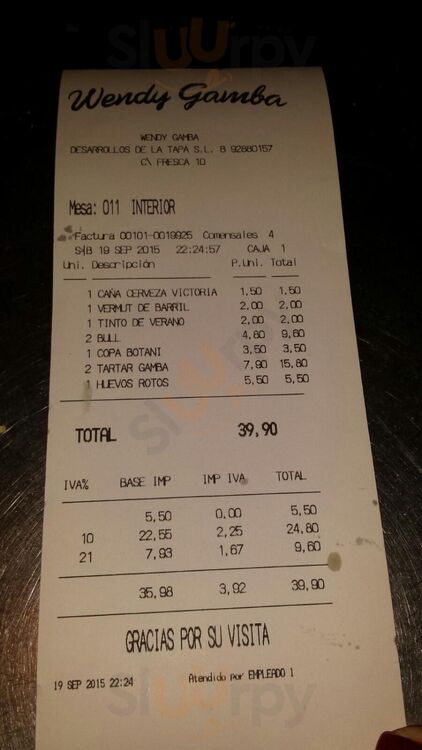 Slurpy
Wendy Gamba
WENDY GAMBA
DESARROLLOS DE LA TAPA S.L. B 92880157
C\ FRESCA 10
Mesa: 011 INTERIOR
Factura 00101-0019925 Comensales 4
SAB 19 SEP 2015 22:24:57 CAJA 1
Uni. Descripción P.Uni. Total
1 CAÑA CERVEZA VICTORIA 1,50 1,50
1 VERMUT DE BARRIL 2,00 2,00
1 TINTO DE VERANO 2,00 2,00
2 BULL 4,80 9,60
1 COPA BOTANI 3,50 3,50
2 TARTAR GAMBA 7,90 15,80
1 HUEVOS ROTOS 5,50 5,50
TOTAL 39,90
IVA% BASE IMP IMP IVA TOTAL
5,50 0,00 5,50
10 22,55 2,25 24,80
21 7,93 1,67 9,60
35,98 3,92 39,90
GRACIAS POR SU VISITA
19 SEP 2015 22:24 Atendido por EMPLEADO 1